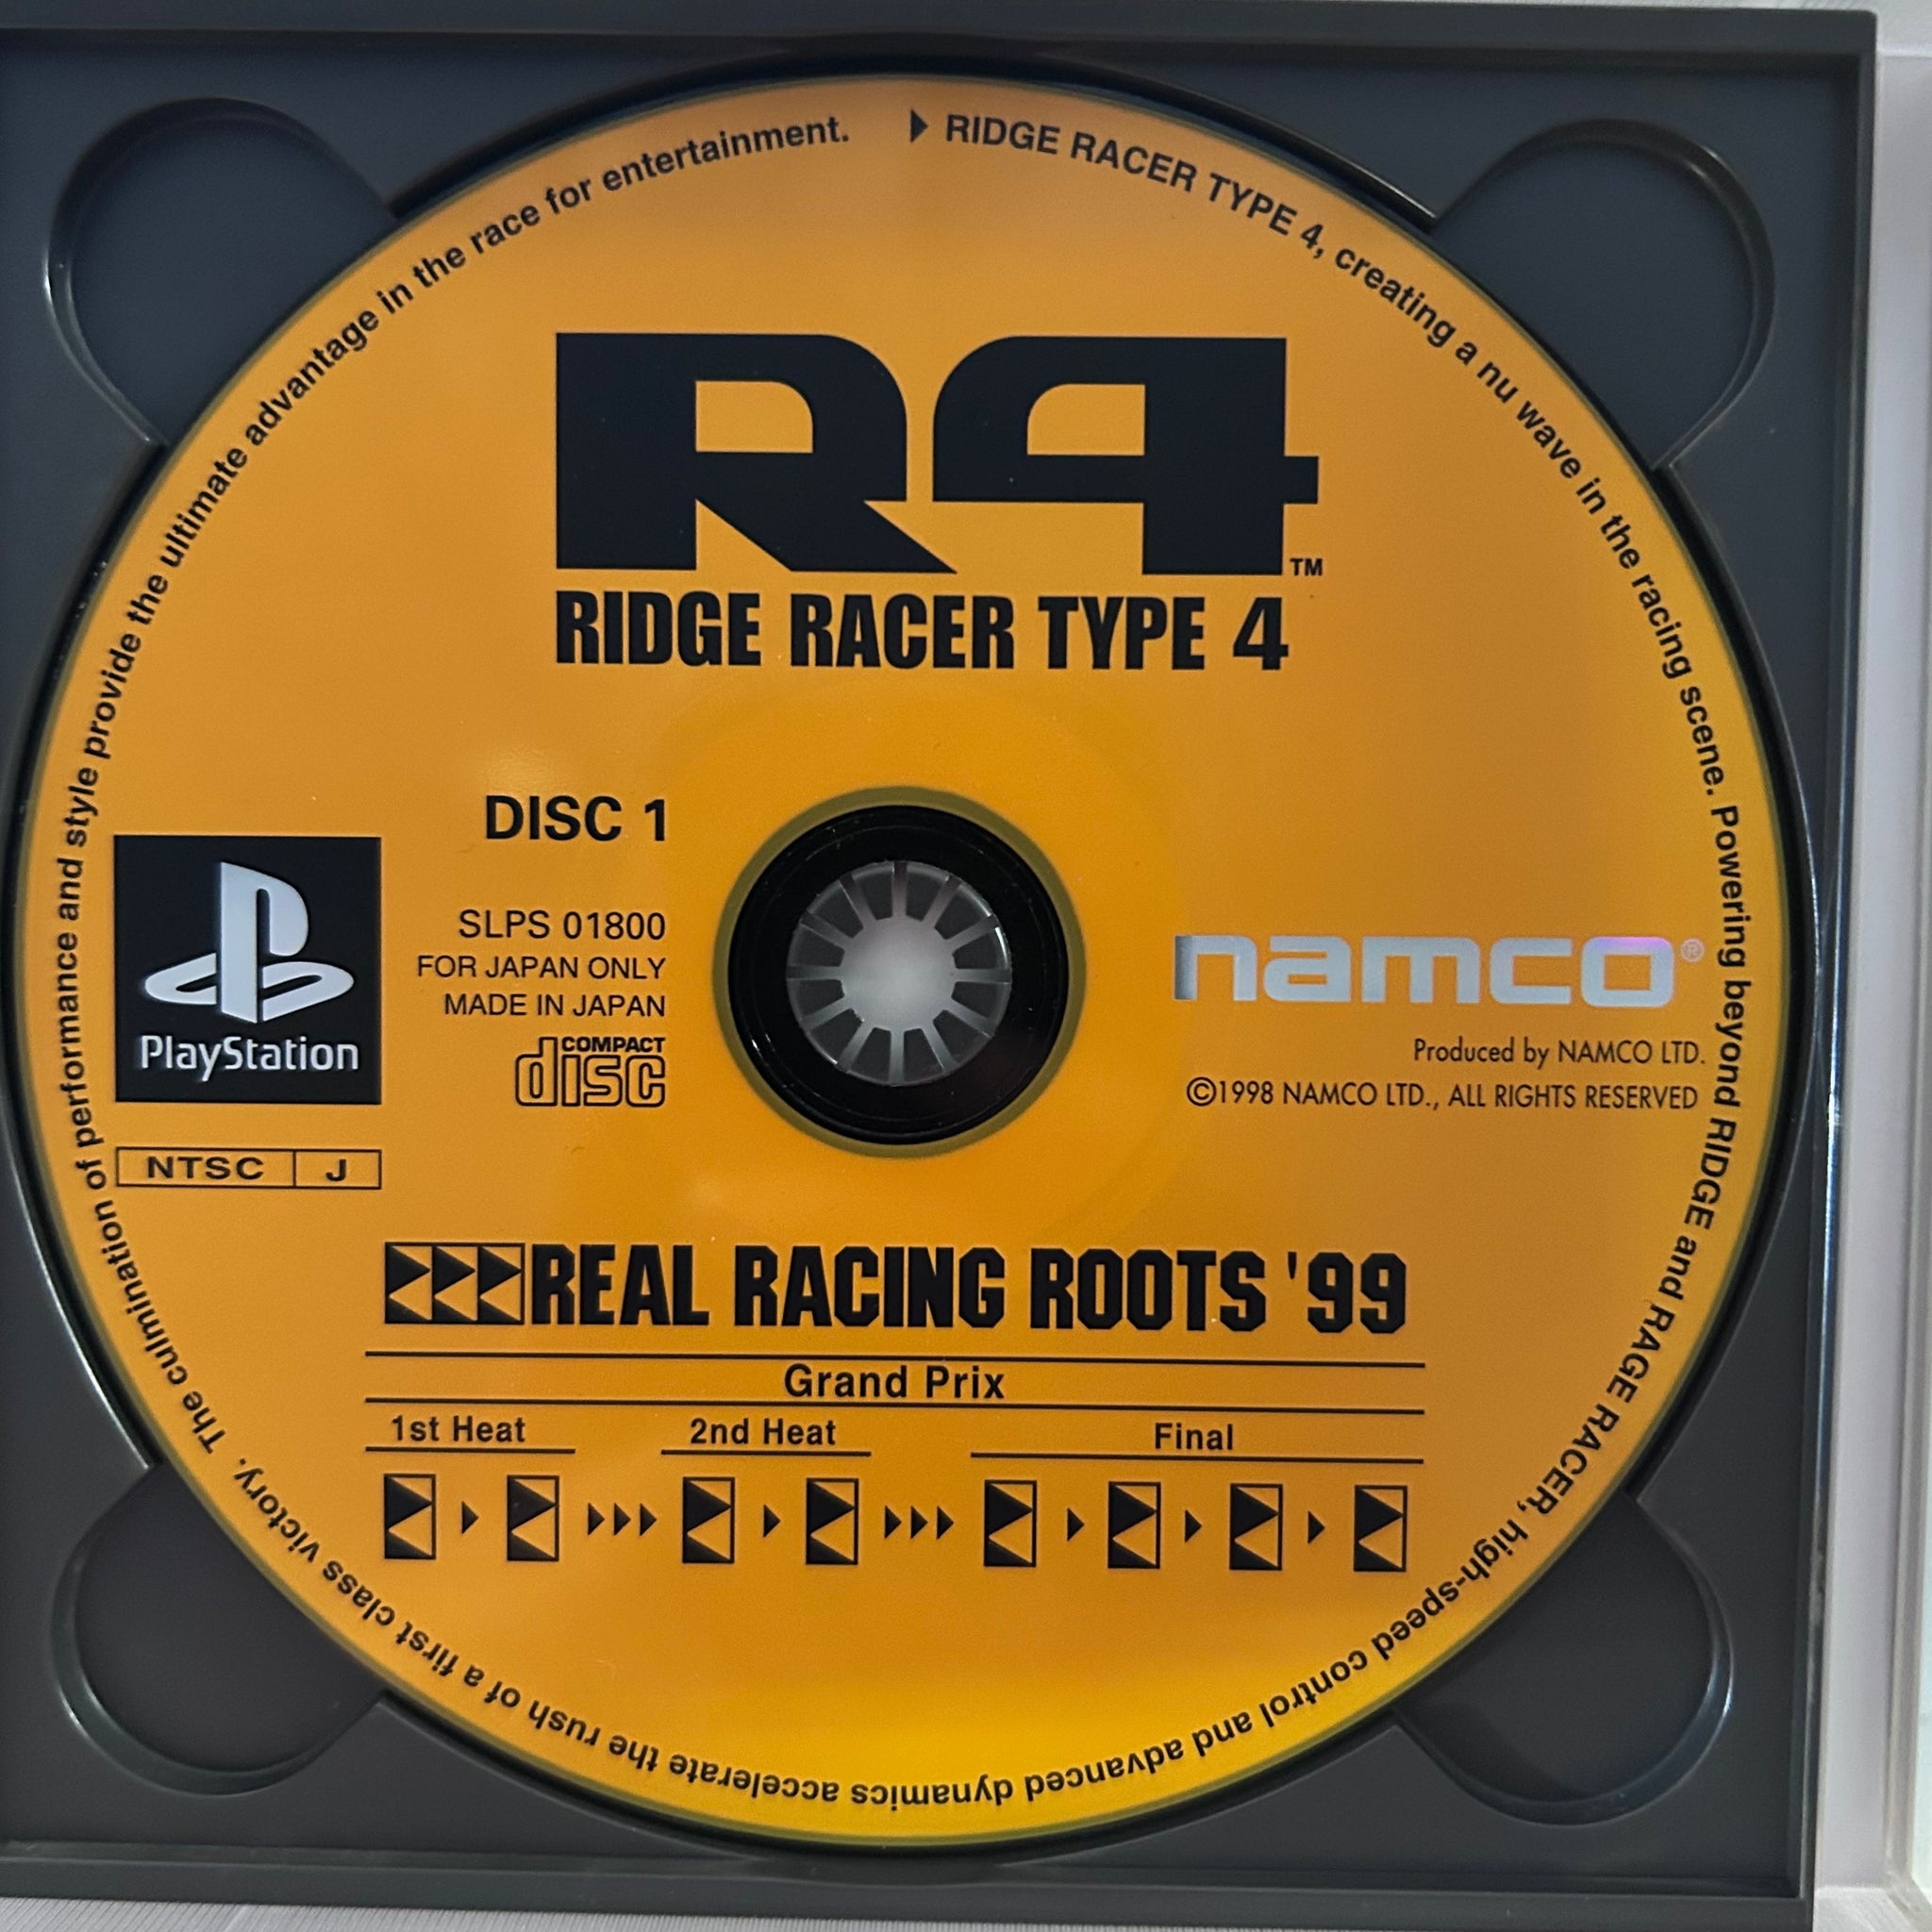 ▶ RIDGE RACER TYPE 4, creating a nu wave in the racing scene. Powering beyond RIDGE and RAGE RACER, high-speed control and advanced dynamics accelerate the rush of a first class victory. The culmination of performance and style provide the ultimate advantage in the race for entertainment.
R4™
RIDGE RACER TYPE 4
DISC 1
SLPS 01800
FOR JAPAN ONLY
MADE IN JAPAN
COMPACT
disc
PlayStation
NTSC J
namco®
Produced by NAMCO LTD.
©1998 NAMCO LTD., ALL RIGHTS RESERVED
REAL RACING ROOTS '99
Grand Prix
1st Heat 2nd Heat Final